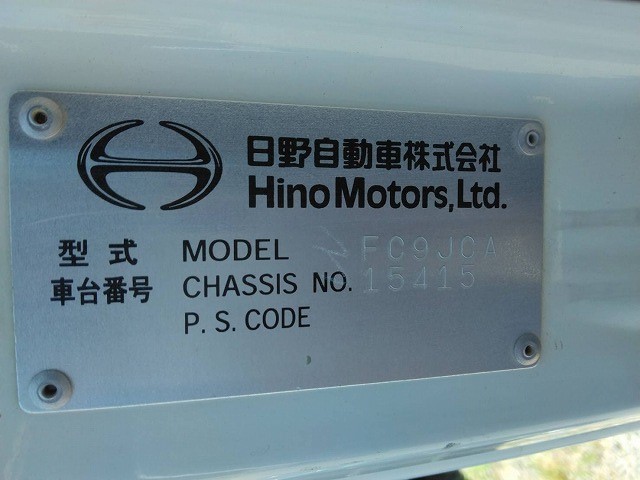 日野自動車株式会社
Hino Motors, Ltd.
型式 MODEL FC9JCA
車台番号 CHASSIS NO. 15415
P. S. CODE